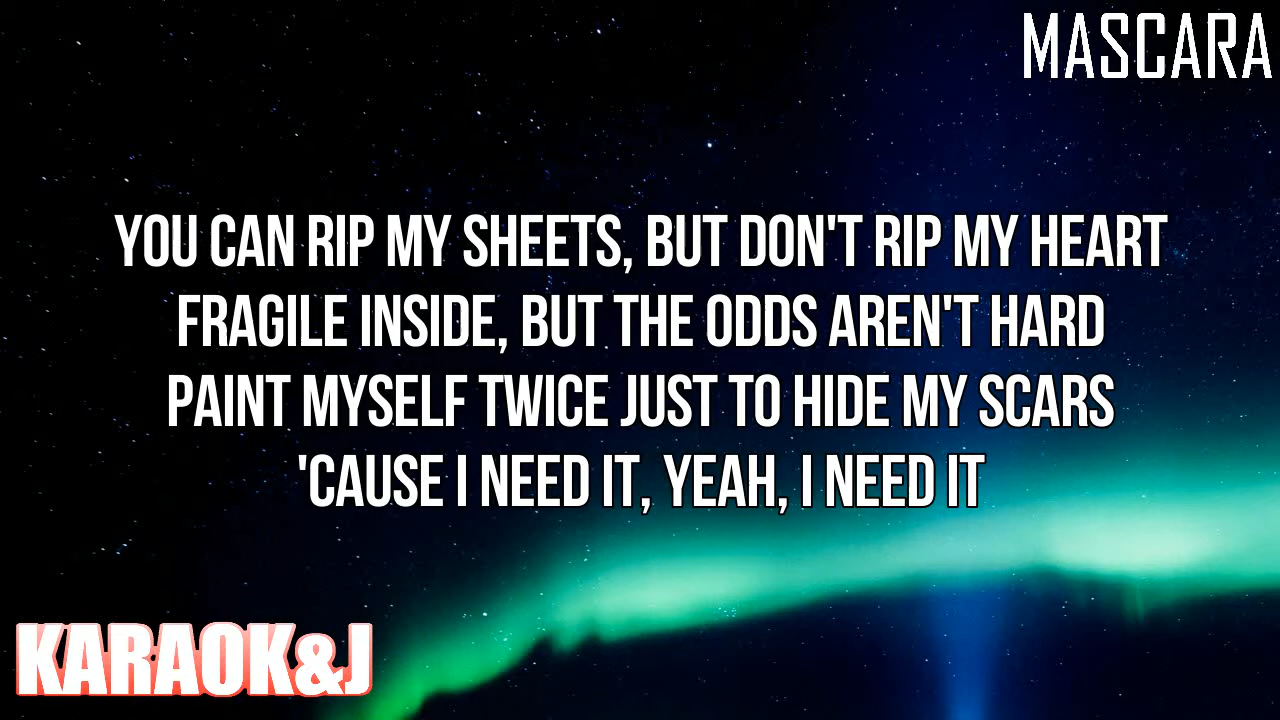 MASCARA
YOU CAN RIP MY SHEETS, BUT DON'T RIP MY HEART
FRAGILE INSIDE, BUT THE ODDS AREN'T HARD
PAINT MYSELF TWICE JUST TO HIDE MY SCARS
'CAUSE I NEED IT, YEAH, I NEED IT
KARAOK&J